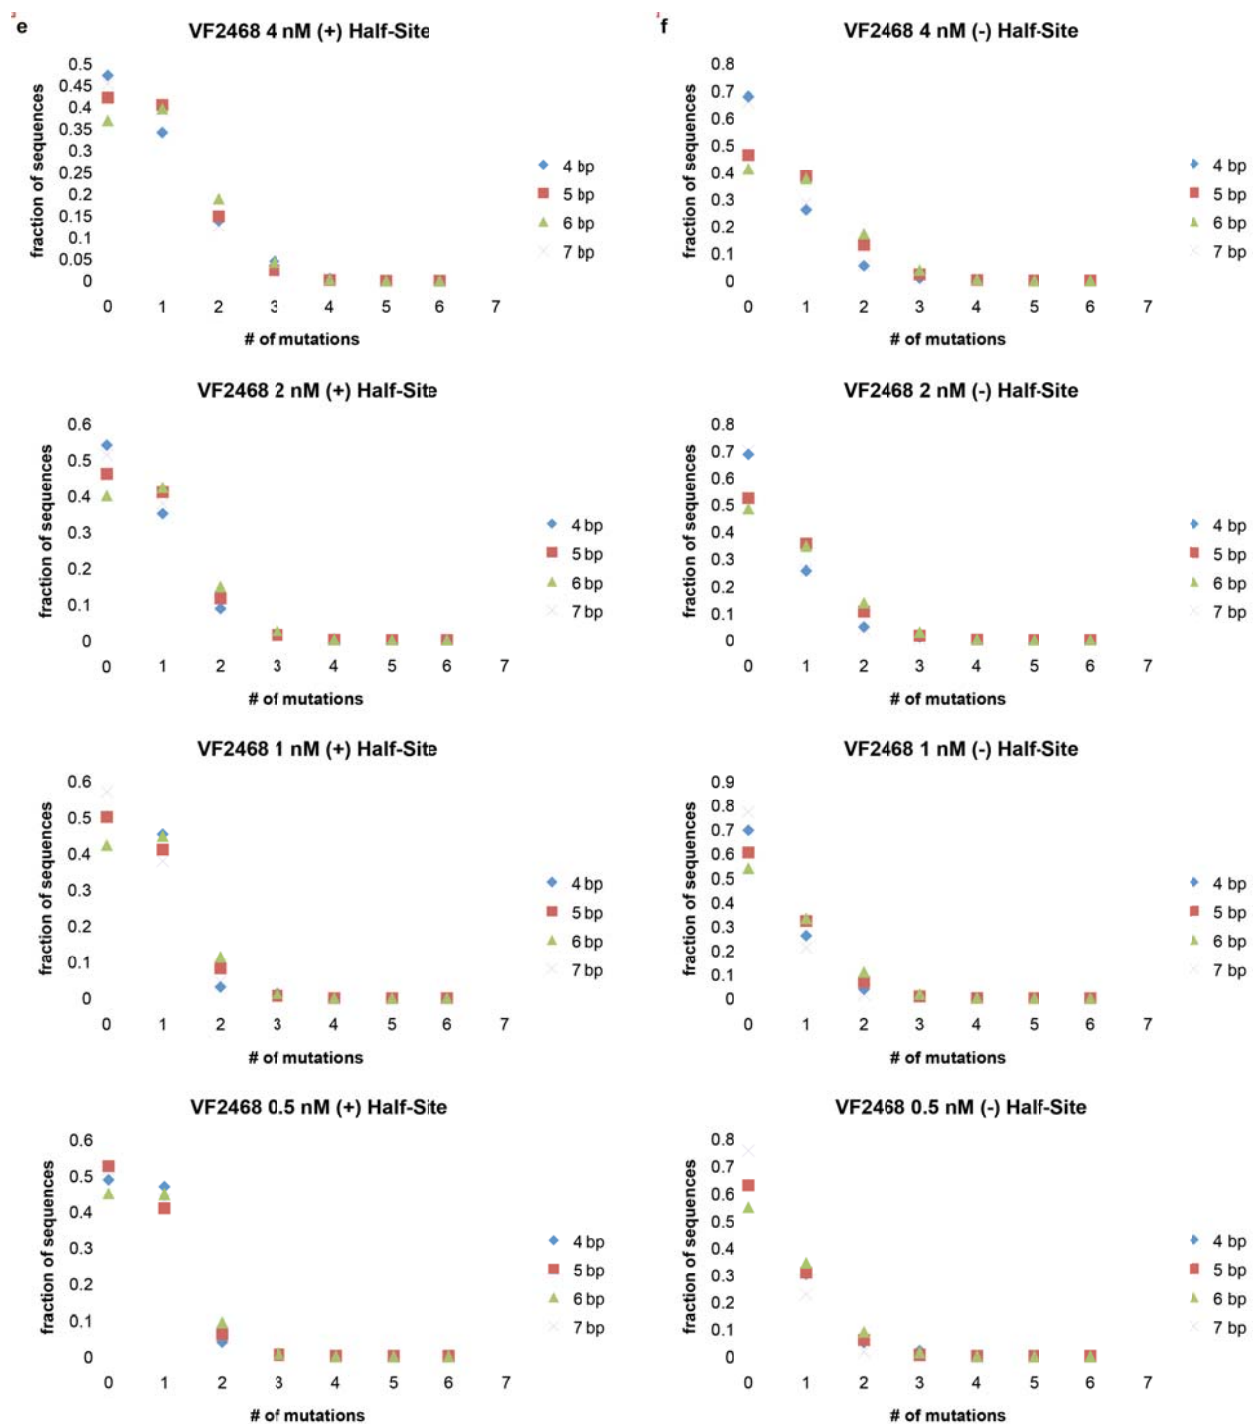 e
VF2468 4 nM (+) Half-Site
fraction of sequences
0.5
0.45
0.4
0.35
0.3
0.25
0.2
0.15
0.1
0.05
0
0 1 2 3 4 5 6 7
# of mutations
4 bp
5 bp
6 bp
7 bp
f
VF2468 4 nM (-) Half-Site
fraction of sequences
0.8
0.7
0.6
0.5
0.4
0.3
0.2
0.1
0
0 1 2 3 4 5 6 7
# of mutations
4 bp
5 bp
6 bp
7 bp
VF2468 2 nM (+) Half-Site
fraction of sequences
0.6
0.5
0.4
0.3
0.2
0.1
0
0 1 2 3 4 5 6 7
# of mutations
4 bp
5 bp
6 bp
7 bp
VF2468 2 nM (-) Half-Site
fraction of sequences
0.8
0.7
0.6
0.5
0.4
0.3
0.2
0.1
0
0 1 2 3 4 5 6 7
# of mutations
4 bp
5 bp
6 bp
7 bp
VF2468 1 nM (+) Half-Site
fraction of sequences
0.6
0.5
0.4
0.3
0.2
0.1
0
0 1 2 3 4 5 6 7
# of mutations
4 bp
5 bp
6 bp
7 bp
VF2468 1 nM (-) Half-Site
fraction of sequences
0.9
0.8
0.7
0.6
0.5
0.4
0.3
0.2
0.1
0
0 1 2 3 4 5 6 7
# of mutations
4 bp
5 bp
6 bp
7 bp
VF2468 0.5 nM (+) Half-Site
fraction of sequences
0.6
0.5
0.4
0.3
0.2
0.1
0
0 1 2 3 4 5 6 7
# of mutations
4 bp
5 bp
6 bp
7 bp
VF2468 0.5 nM (-) Half-Site
fraction of sequences
0.8
0.7
0.6
0.5
0.4
0.3
0.2
0.1
0
0 1 2 3 4 5 6 7
# of mutations
4 bp
5 bp
6 bp
7 bp